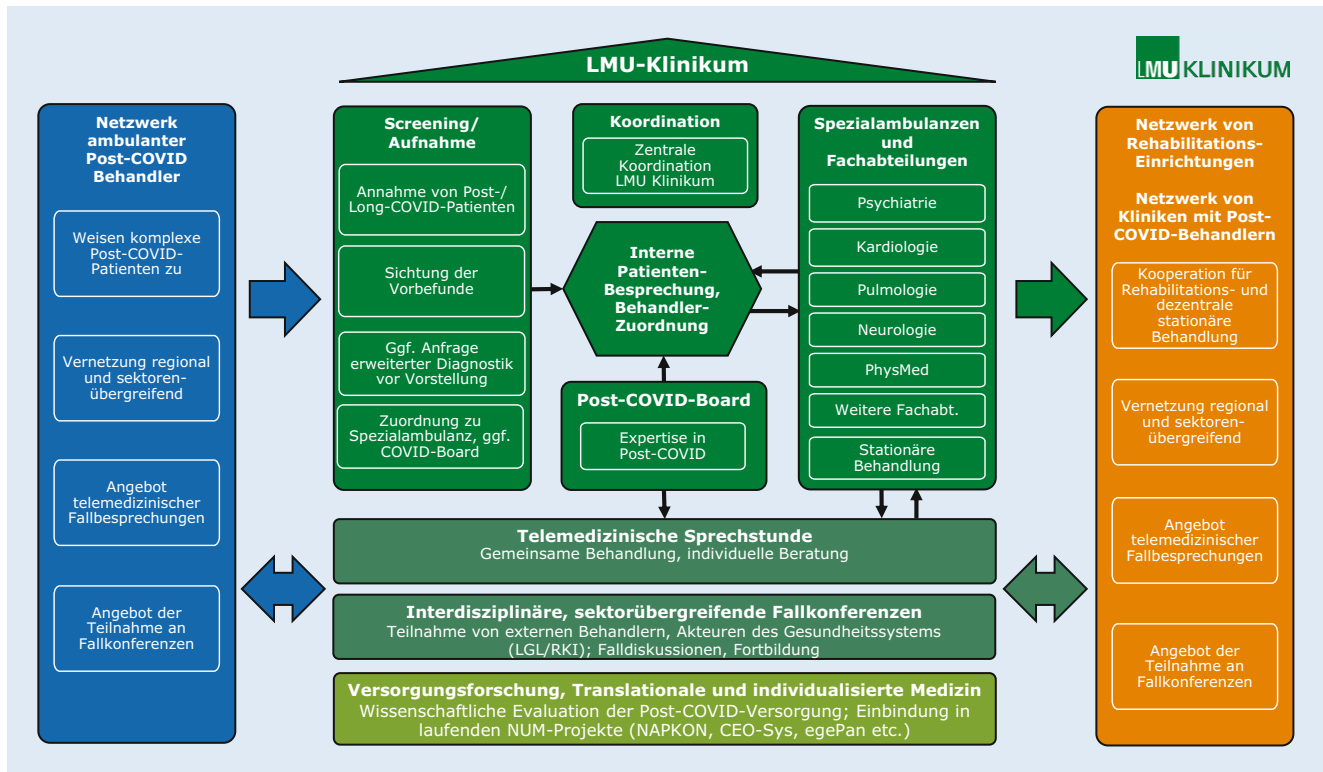 LMU-Klinikum
LMU KLINIKUM
Netzwerk
ambulanter
Post-COVID
Behandler
Weisen komplexe
Post-COVID-
Patienten zu
Vernetzung regional
und sektoren-
übergreifend
Angebot
telemedizinischer
Fallbesprechungen
Angebot der
Teilnahme an
Fallkonferenzen
Screening/
Aufnahme
Annahme von Post-/
Long-COVID-Patienten
Sichtung der
Vorbefunde
Ggf. Anfrage
erweiterter Diagnostik
vor Vorstellung
Zuordnung zu
Spezialambulanz, ggf.
COVID-Board
Koordination
Zentrale
Koordination
LMU Klinikum
Interne
Patienten-
Besprechung,
Behandler-
Zuordnung
Post-COVID-Board
Expertise in
Post-COVID
Spezialambulanzen
und
Fachabteilungen
Psychiatrie
Kardiologie
Pulmologie
Neurologie
PhysMed
Weitere Fachabt.
Stationäre
Behandlung
Telemedizinische Sprechstunde
Gemeinsame Behandlung, individuelle Beratung
Interdisziplinäre, sektorübergreifende Fallkonferenzen
Teilnahme von externen Behandlern, Akteuren des Gesundheitssystems
(LGL/RKI); Falldiskussionen, Fortbildung
Versorgungsforschung, Translationale und individualisierte Medizin
Wissenschaftliche Evaluation der Post-COVID-Versorgung; Einbindung in
laufenden NUM-Projekte (NAPKON, CEO-Sys, egePan etc.)
Netzwerk von
Rehabilitations-
Einrichtungen
Netzwerk von
Kliniken mit Post-
COVID-Behandlern
Kooperation für
Rehabilitations- und
dezentrale
stationäre
Behandlung
Vernetzung regional
und sektoren-
übergreifend
Angebot
telemedizinischer
Fallbesprechungen
Angebot der
Teilnahme an
Fallkonferenzen